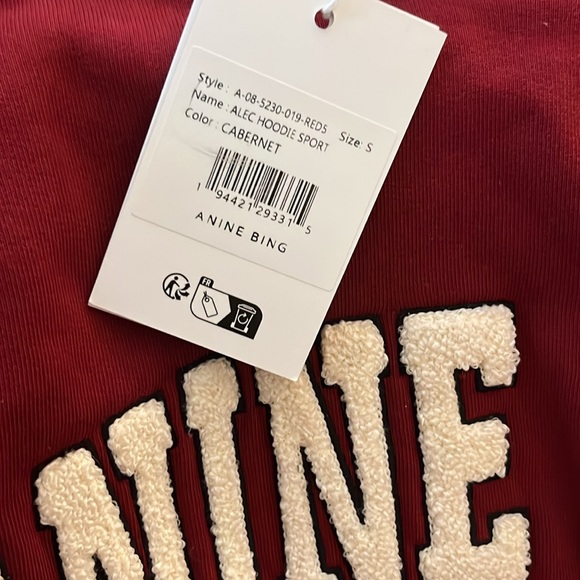 Style : A-08-5230-019-RED5
Name : ALEC HOODIE SPORT Size: S
Color : CABERNET
1 94421 29331 5
ANINE BING
FR
NINE